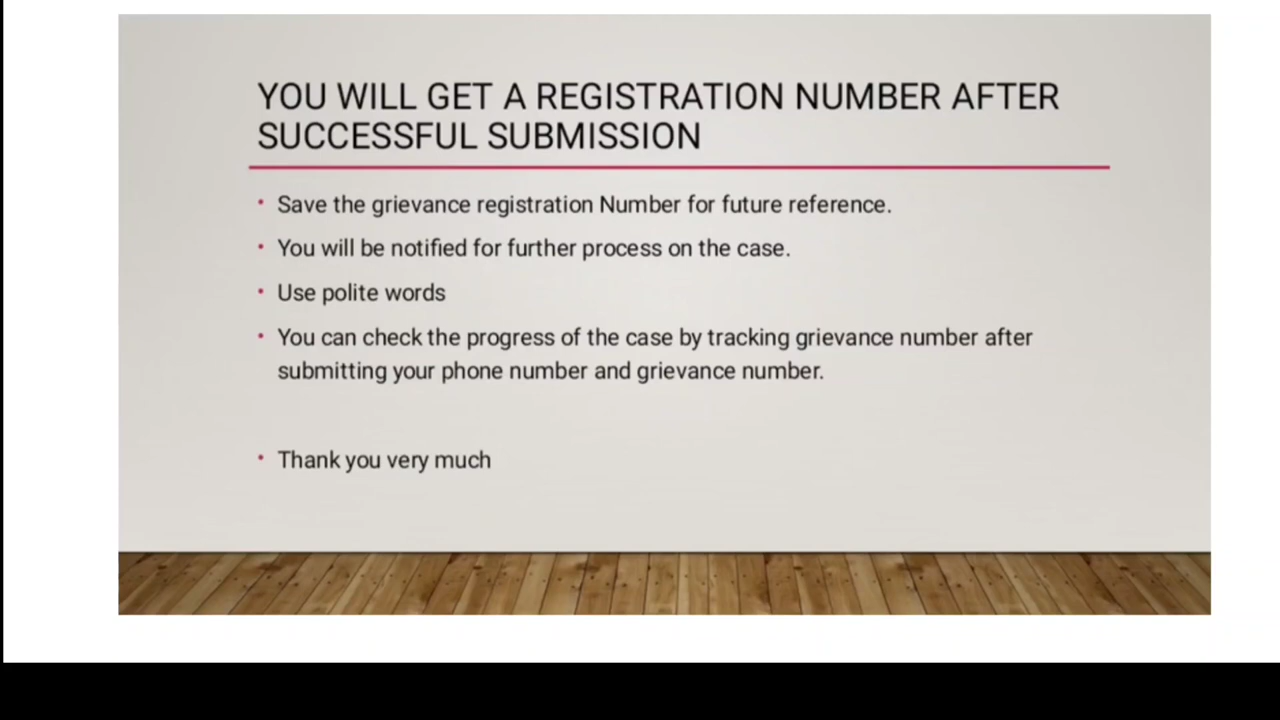 YOU WILL GET A REGISTRATION NUMBER AFTER
SUCCESSFUL SUBMISSION
• Save the grievance registration Number for future reference.
• You will be notified for further process on the case.
• Use polite words
• You can check the progress of the case by tracking grievance number after
submitting your phone number and grievance number.
• Thank you very much